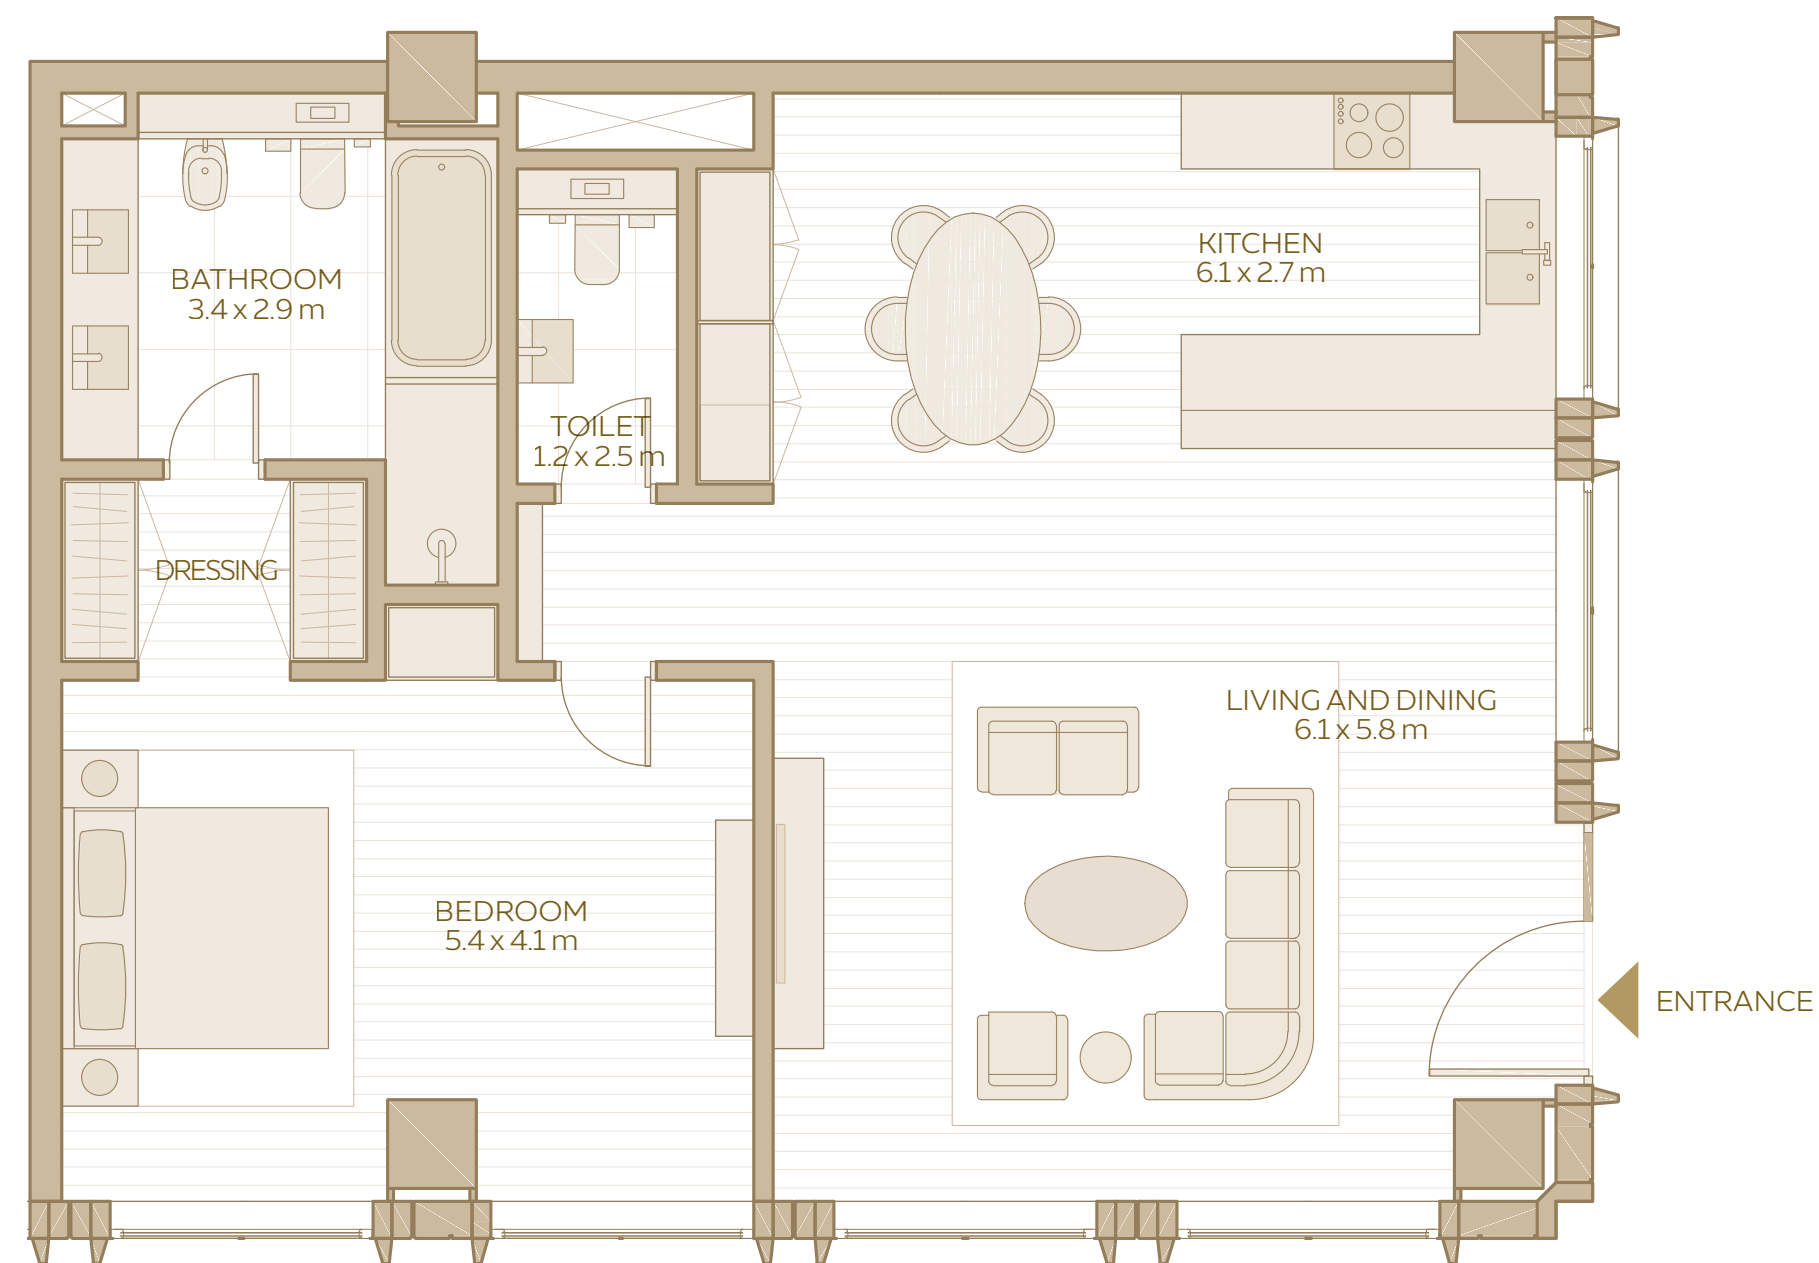 BATHROOM
3.4 x 2.9 m
TOILET
1.2 x 2.5 m
KITCHEN
6.1 x 2.7 m
DRESSING
LIVING AND DINING
6.1 x 5.8 m
BEDROOM
5.4 x 4.1 m
ENTRANCE